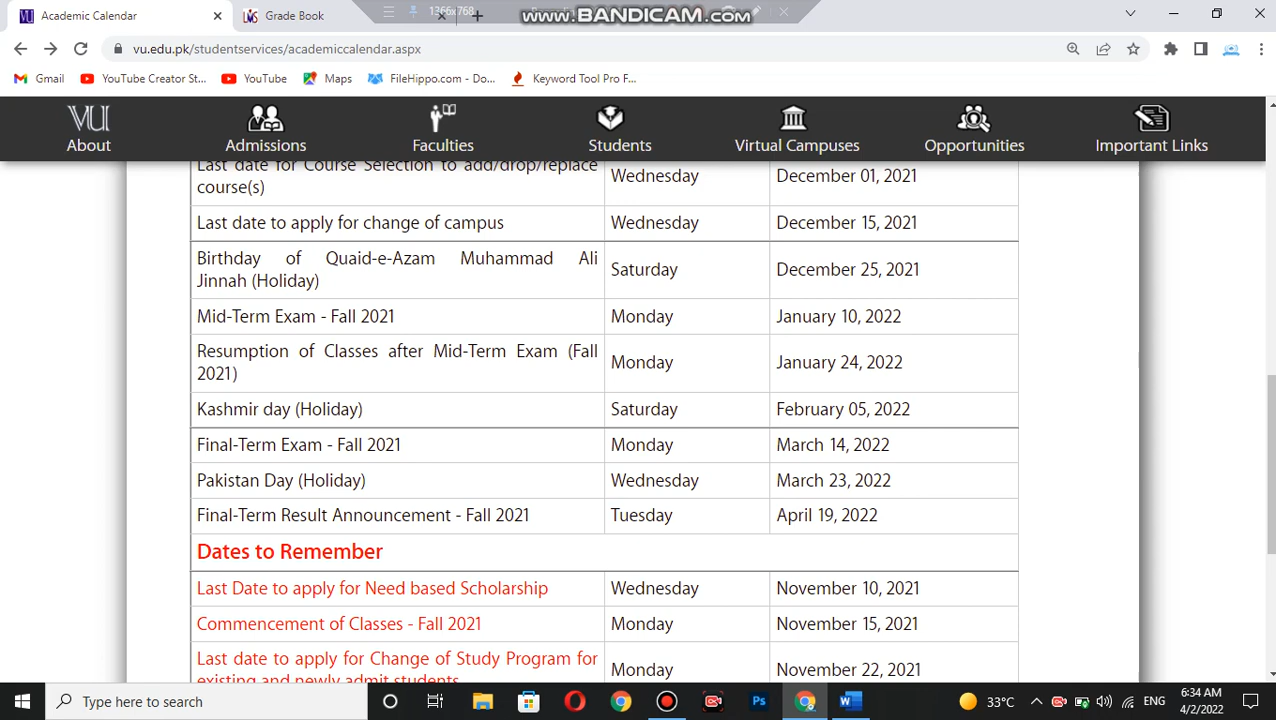 Academic Calendar
Grade Book
1366x768
www.BANDICAM.com
vu.edu.pk/studentservices/academiccalendar.aspx
Gmail
YouTube Creator St...
YouTube
Maps
FileHippo.com - Do...
Keyword Tool Pro F...
VU
About
Admissions
Faculties
Students
Virtual Campuses
Opportunities
Important Links
Last date for Course Selection to add/drop/replace
course(s)
Wednesday
December 01, 2021
Last date to apply for change of campus
Wednesday
December 15, 2021
Birthday of Quaid-e-Azam Muhammad Ali
Jinnah (Holiday)
Saturday
December 25, 2021
Mid-Term Exam - Fall 2021
Monday
January 10, 2022
Resumption of Classes after Mid-Term Exam (Fall
2021)
Monday
January 24, 2022
Kashmir day (Holiday)
Saturday
February 05, 2022
Final-Term Exam - Fall 2021
Monday
March 14, 2022
Pakistan Day (Holiday)
Wednesday
March 23, 2022
Final-Term Result Announcement - Fall 2021
Tuesday
April 19, 2022
Dates to Remember
Last Date to apply for Need based Scholarship
Wednesday
November 10, 2021
Commencement of Classes - Fall 2021
Monday
November 15, 2021
Last date to apply for Change of Study Program for
existing and newly admit students
Monday
November 22, 2021
Type here to search
33°C
ENG
6:34 AM
4/2/2022